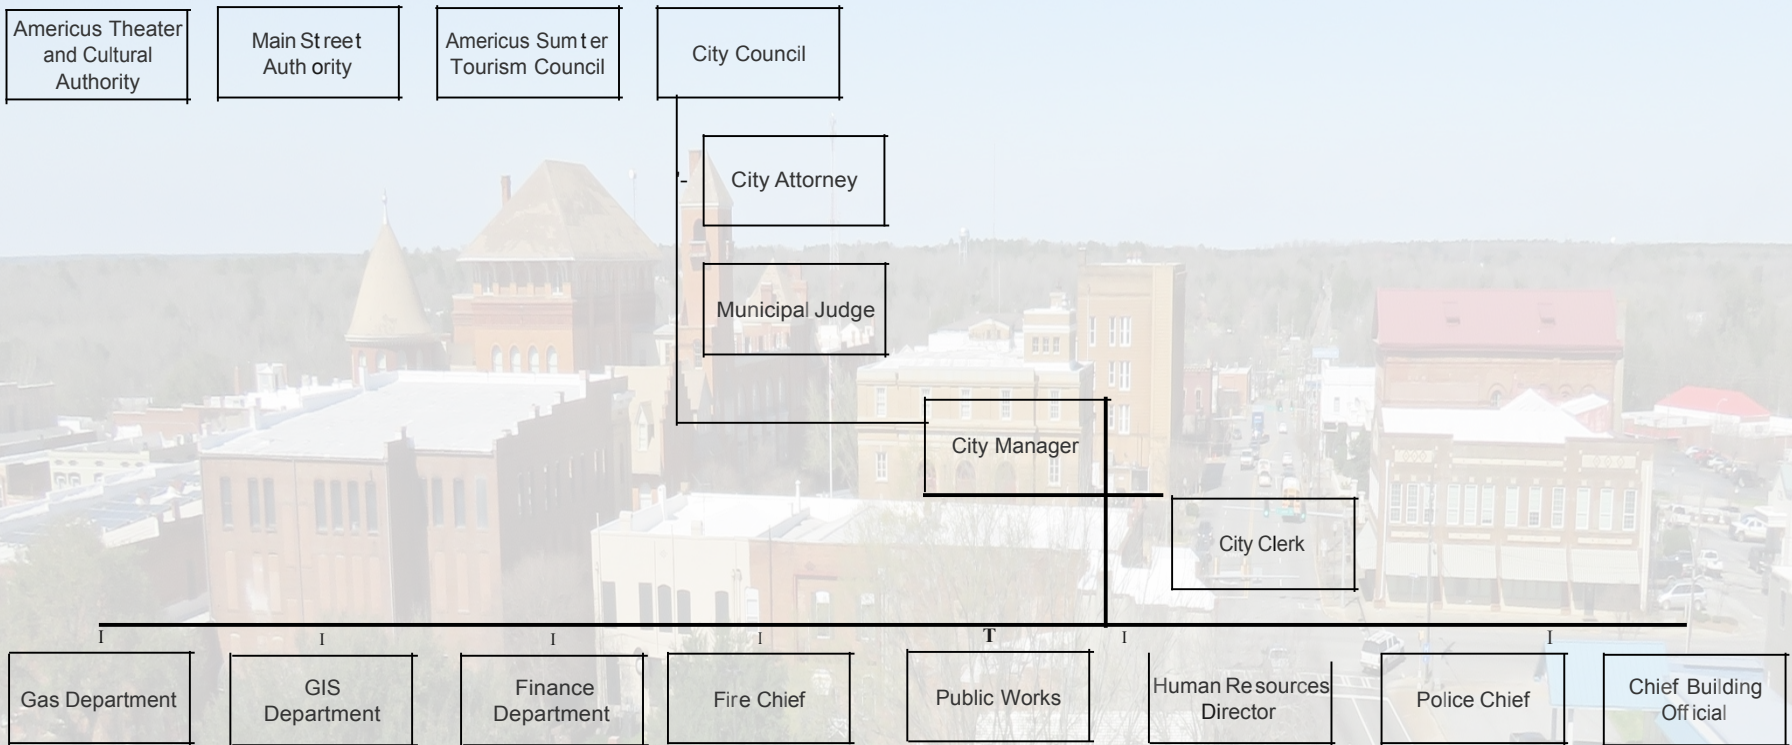 Americus Theater
and Cultural
Authority
Main Street
Authority
Americus Sumter
Tourism Council
City Council
City Attorney
Municipal Judge
City Manager
City Clerk
Gas Department
GIS
Department
Finance
Department
Fire Chief
Public Works
Human Resources
Director
Police Chief
Chief Building
Official